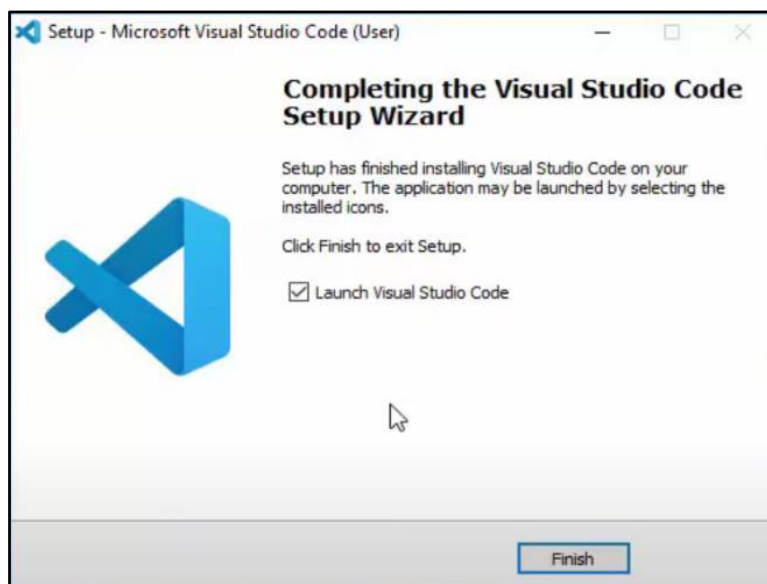 Setup - Microsoft Visual Studio Code (User)
Completing the Visual Studio Code
Setup Wizard
Setup has finished installing Visual Studio Code on your
computer. The application may be launched by selecting the
installed icons.
Click Finish to exit Setup.
Launch Visual Studio Code
Finish